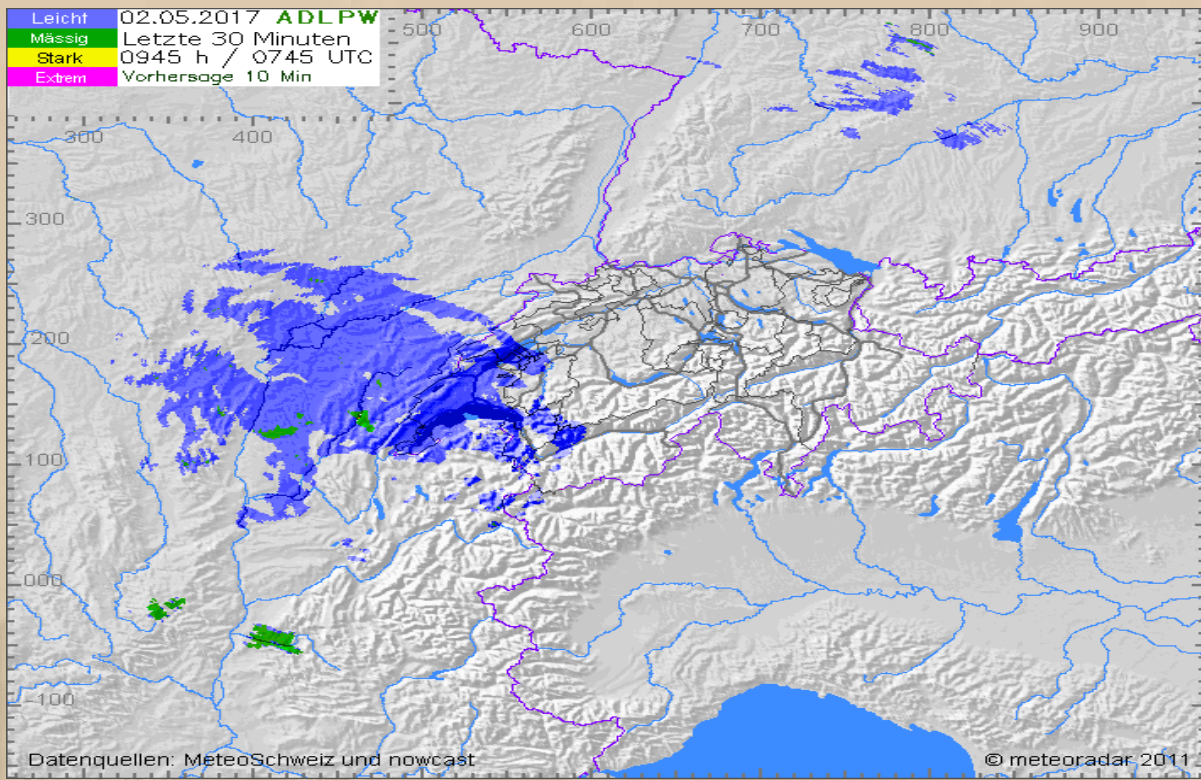 Leicht 02.05.2017 ADLPW
Mässig Letzte 30 Minuten
Stark 0945 h / 0745 UTC
Extrem Vorhersage 10 Min
500 600 700 800 900
300 400
300
200
100
000
-100
Datenquellen: MeteoSchweiz und nowcast © meteoradar 2011